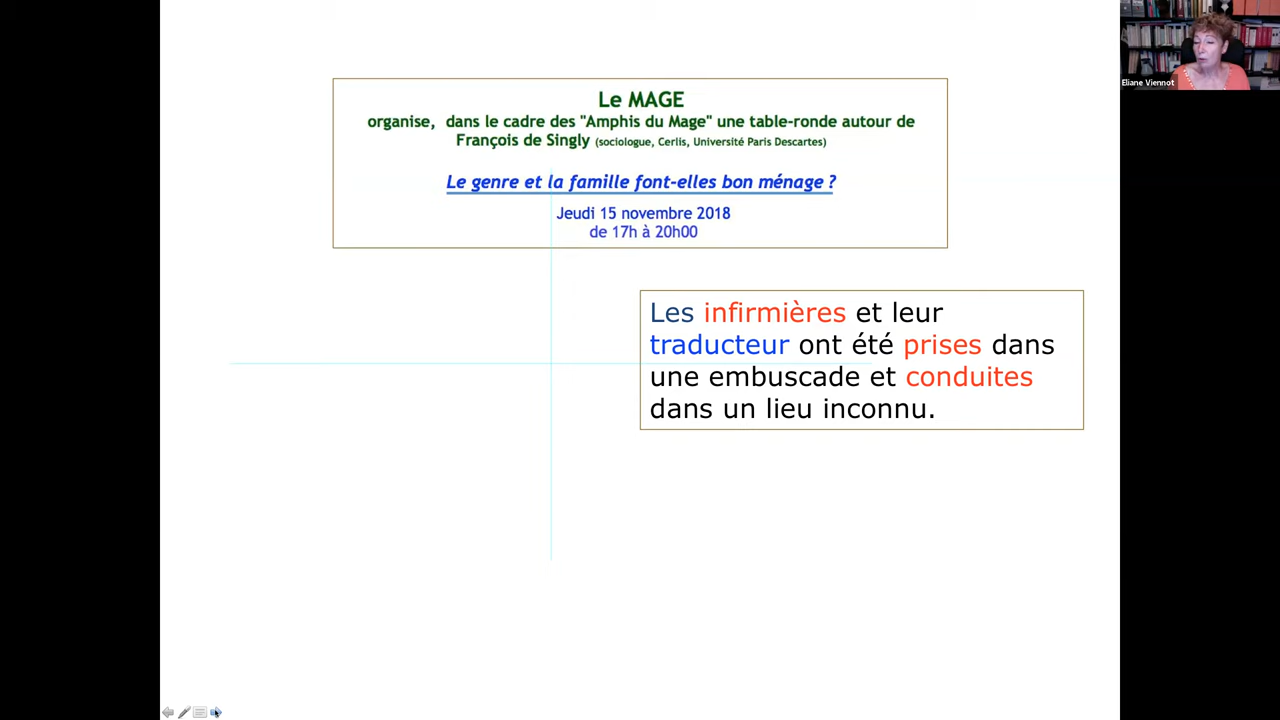 Eliane Viennot
Le MAGE
organise, dans le cadre des "Amphis du Mage" une table-ronde autour de
François de Singly (sociologue, Cerlis, Université Paris Descartes)
Le genre et la famille font-elles bon ménage ?
Jeudi 15 novembre 2018
de 17h à 20h00
Les infirmières et leur
traducteur ont été prises dans
une embuscade et conduites
dans un lieu inconnu.